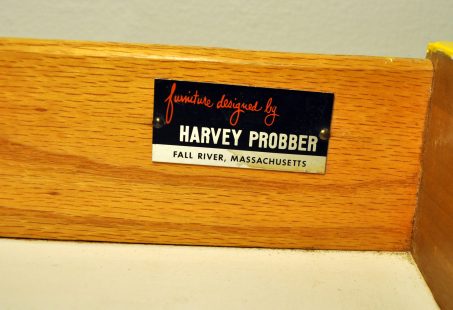 furniture designed by
HARVEY PROBBER
FALL RIVER, MASSACHUSETTS